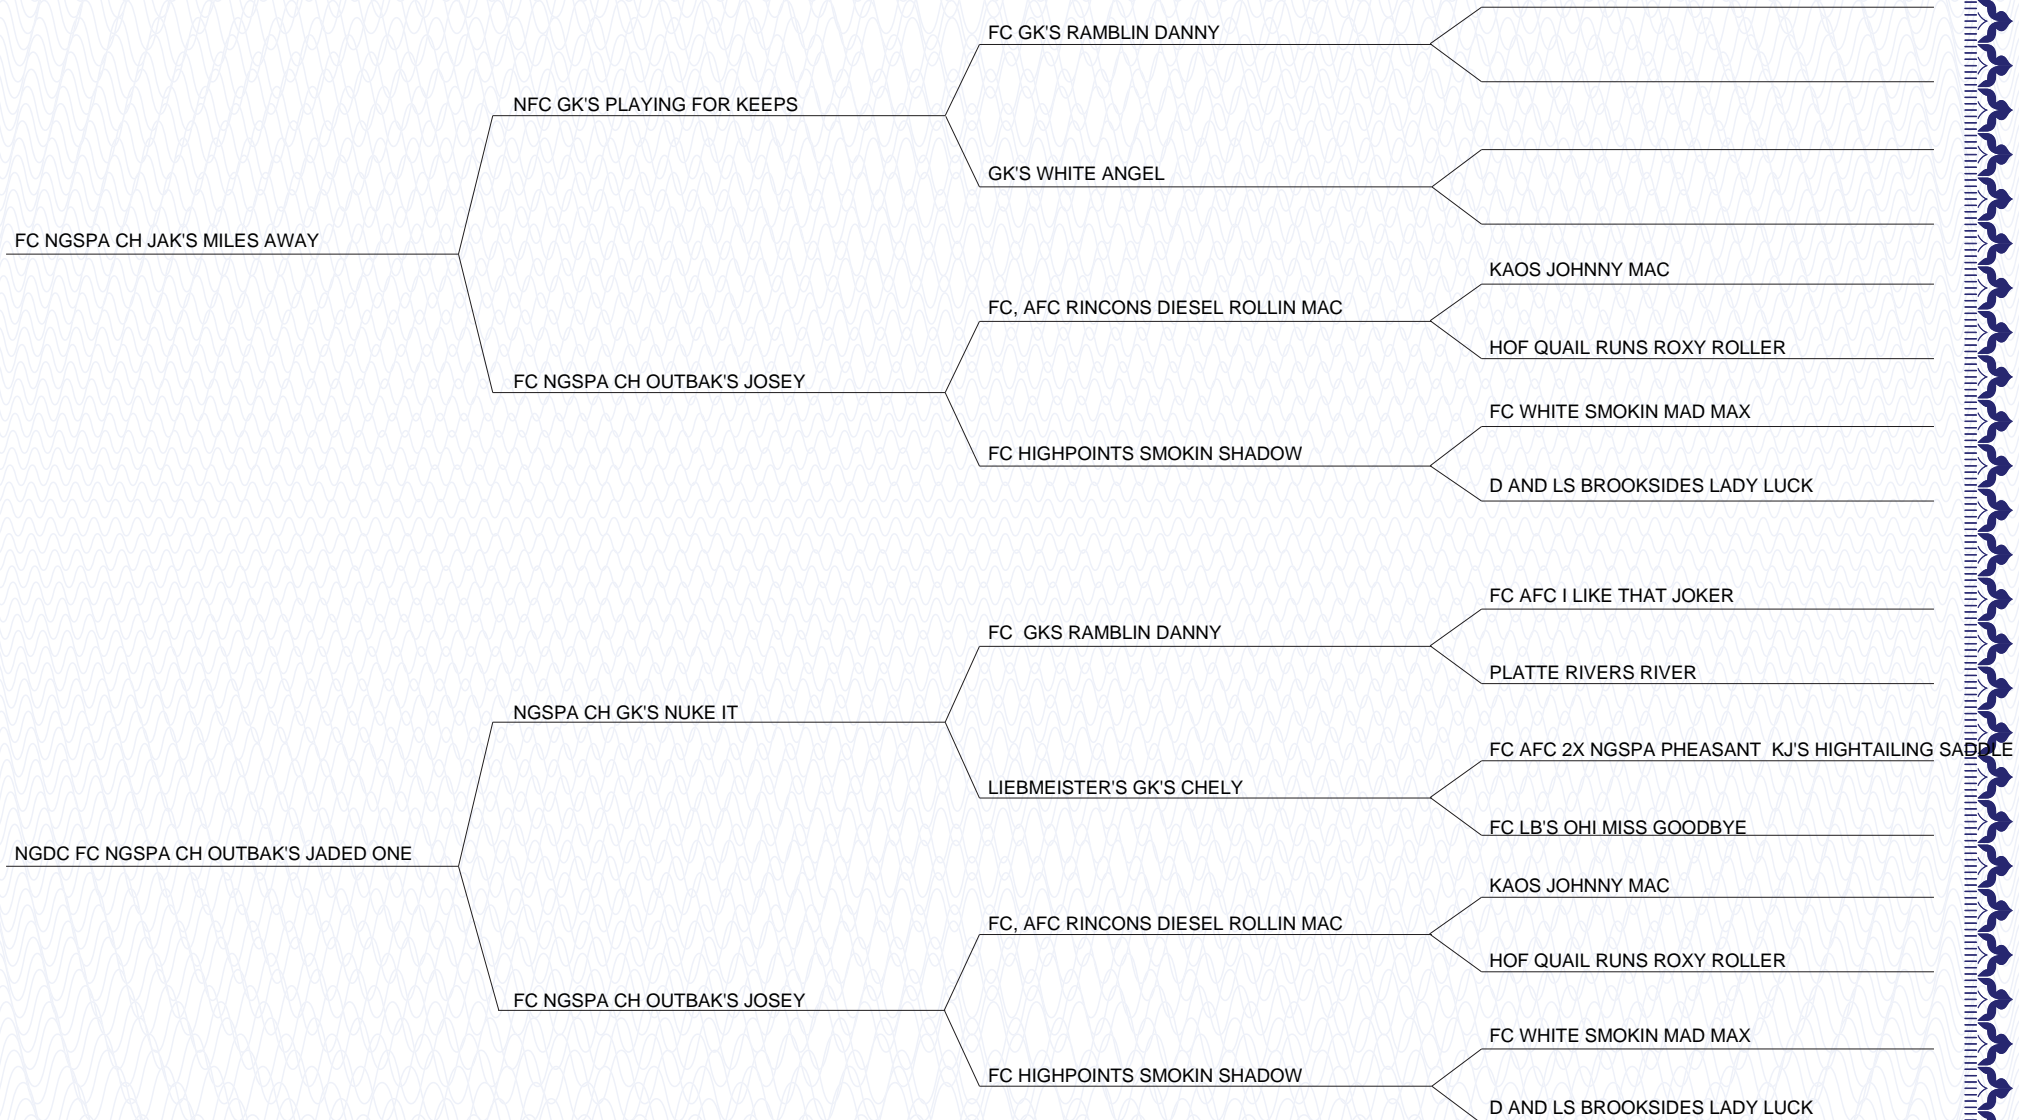 FC GK'S RAMBLIN DANNY
NFC GK'S PLAYING FOR KEEPS
GK'S WHITE ANGEL
FC NGSPA CH JAK'S MILES AWAY
KAOS JOHNNY MAC
FC, AFC RINCONS DIESEL ROLLIN MAC
HOF QUAIL RUNS ROXY ROLLER
FC NGSPA CH OUTBAK'S JOSEY
FC WHITE SMOKIN MAD MAX
FC HIGHPOINTS SMOKIN SHADOW
D AND LS BROOKSIDES LADY LUCK
FC AFC I LIKE THAT JOKER
FC  GKS RAMBLIN DANNY
PLATTE RIVERS RIVER
NGSPA CH GK'S NUKE IT
FC AFC 2X NGSPA PHEASANT  KJ'S HIGHTAILING SADDLE
LIEBMEISTER'S GK'S CHELY
FC LB'S OHI MISS GOODBYE
NGDC FC NGSPA CH OUTBAK'S JADED ONE
KAOS JOHNNY MAC
FC, AFC RINCONS DIESEL ROLLIN MAC
HOF QUAIL RUNS ROXY ROLLER
FC NGSPA CH OUTBAK'S JOSEY
FC WHITE SMOKIN MAD MAX
FC HIGHPOINTS SMOKIN SHADOW
D AND LS BROOKSIDES LADY LUCK